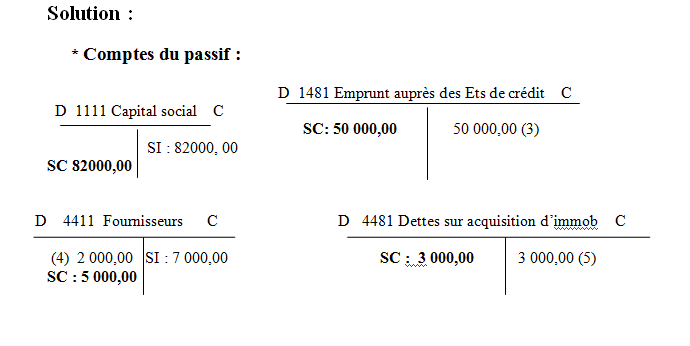 Solution :
* Comptes du passif :
D 1111 Capital social C
SI : 82000, 00
SC 82000,00
D 1481 Emprunt auprès des Ets de crédit C
SC: 50 000,00 50 000,00 (3)
D 4411 Fournisseurs C
(4) 2 000,00 SI : 7 000,00
SC : 5 000,00
D 4481 Dettes sur acquisition d’immob C
SC : 3 000,00 3 000,00 (5)